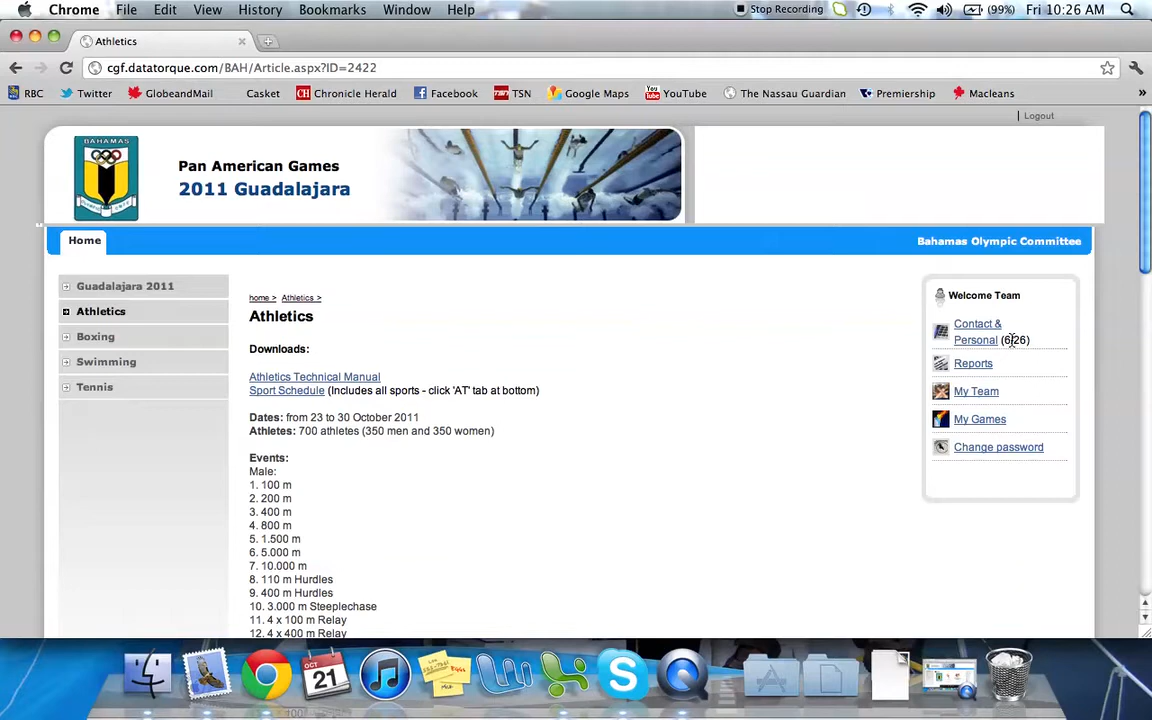 Chrome File Edit View History Bookmarks Window Help Stop Recording (99%) Fri 10:26 AM
Athletics
cgf.datatorque.com/BAH/Article.aspx?ID=2422
RBC Twitter GlobeandMail Casket Chronicle Herald Facebook TSN Google Maps YouTube The Nassau Guardian Premiership Macleans »
Logout
BAHAMAS
Pan American Games
2011 Guadalajara
Home
Bahamas Olympic Committee
Guadalajara 2011
Athletics
Boxing
Swimming
Tennis
home > Athletics >
Athletics
Downloads:
Athletics Technical Manual
Sport Schedule (Includes all sports - click 'AT' tab at bottom)
Dates: from 23 to 30 October 2011
Athletes: 700 athletes (350 men and 350 women)
Events:
Male:
1. 100 m
2. 200 m
3. 400 m
4. 800 m
5. 1.500 m
6. 5.000 m
7. 10.000 m
8. 110 m Hurdles
9. 400 m Hurdles
10. 3.000 m Steeplechase
11. 4 x 100 m Relay
12. 4 x 400 m Relay
Welcome Team
Contact &
Personal
Reports
My Team
My Games
Change password
OCT
21